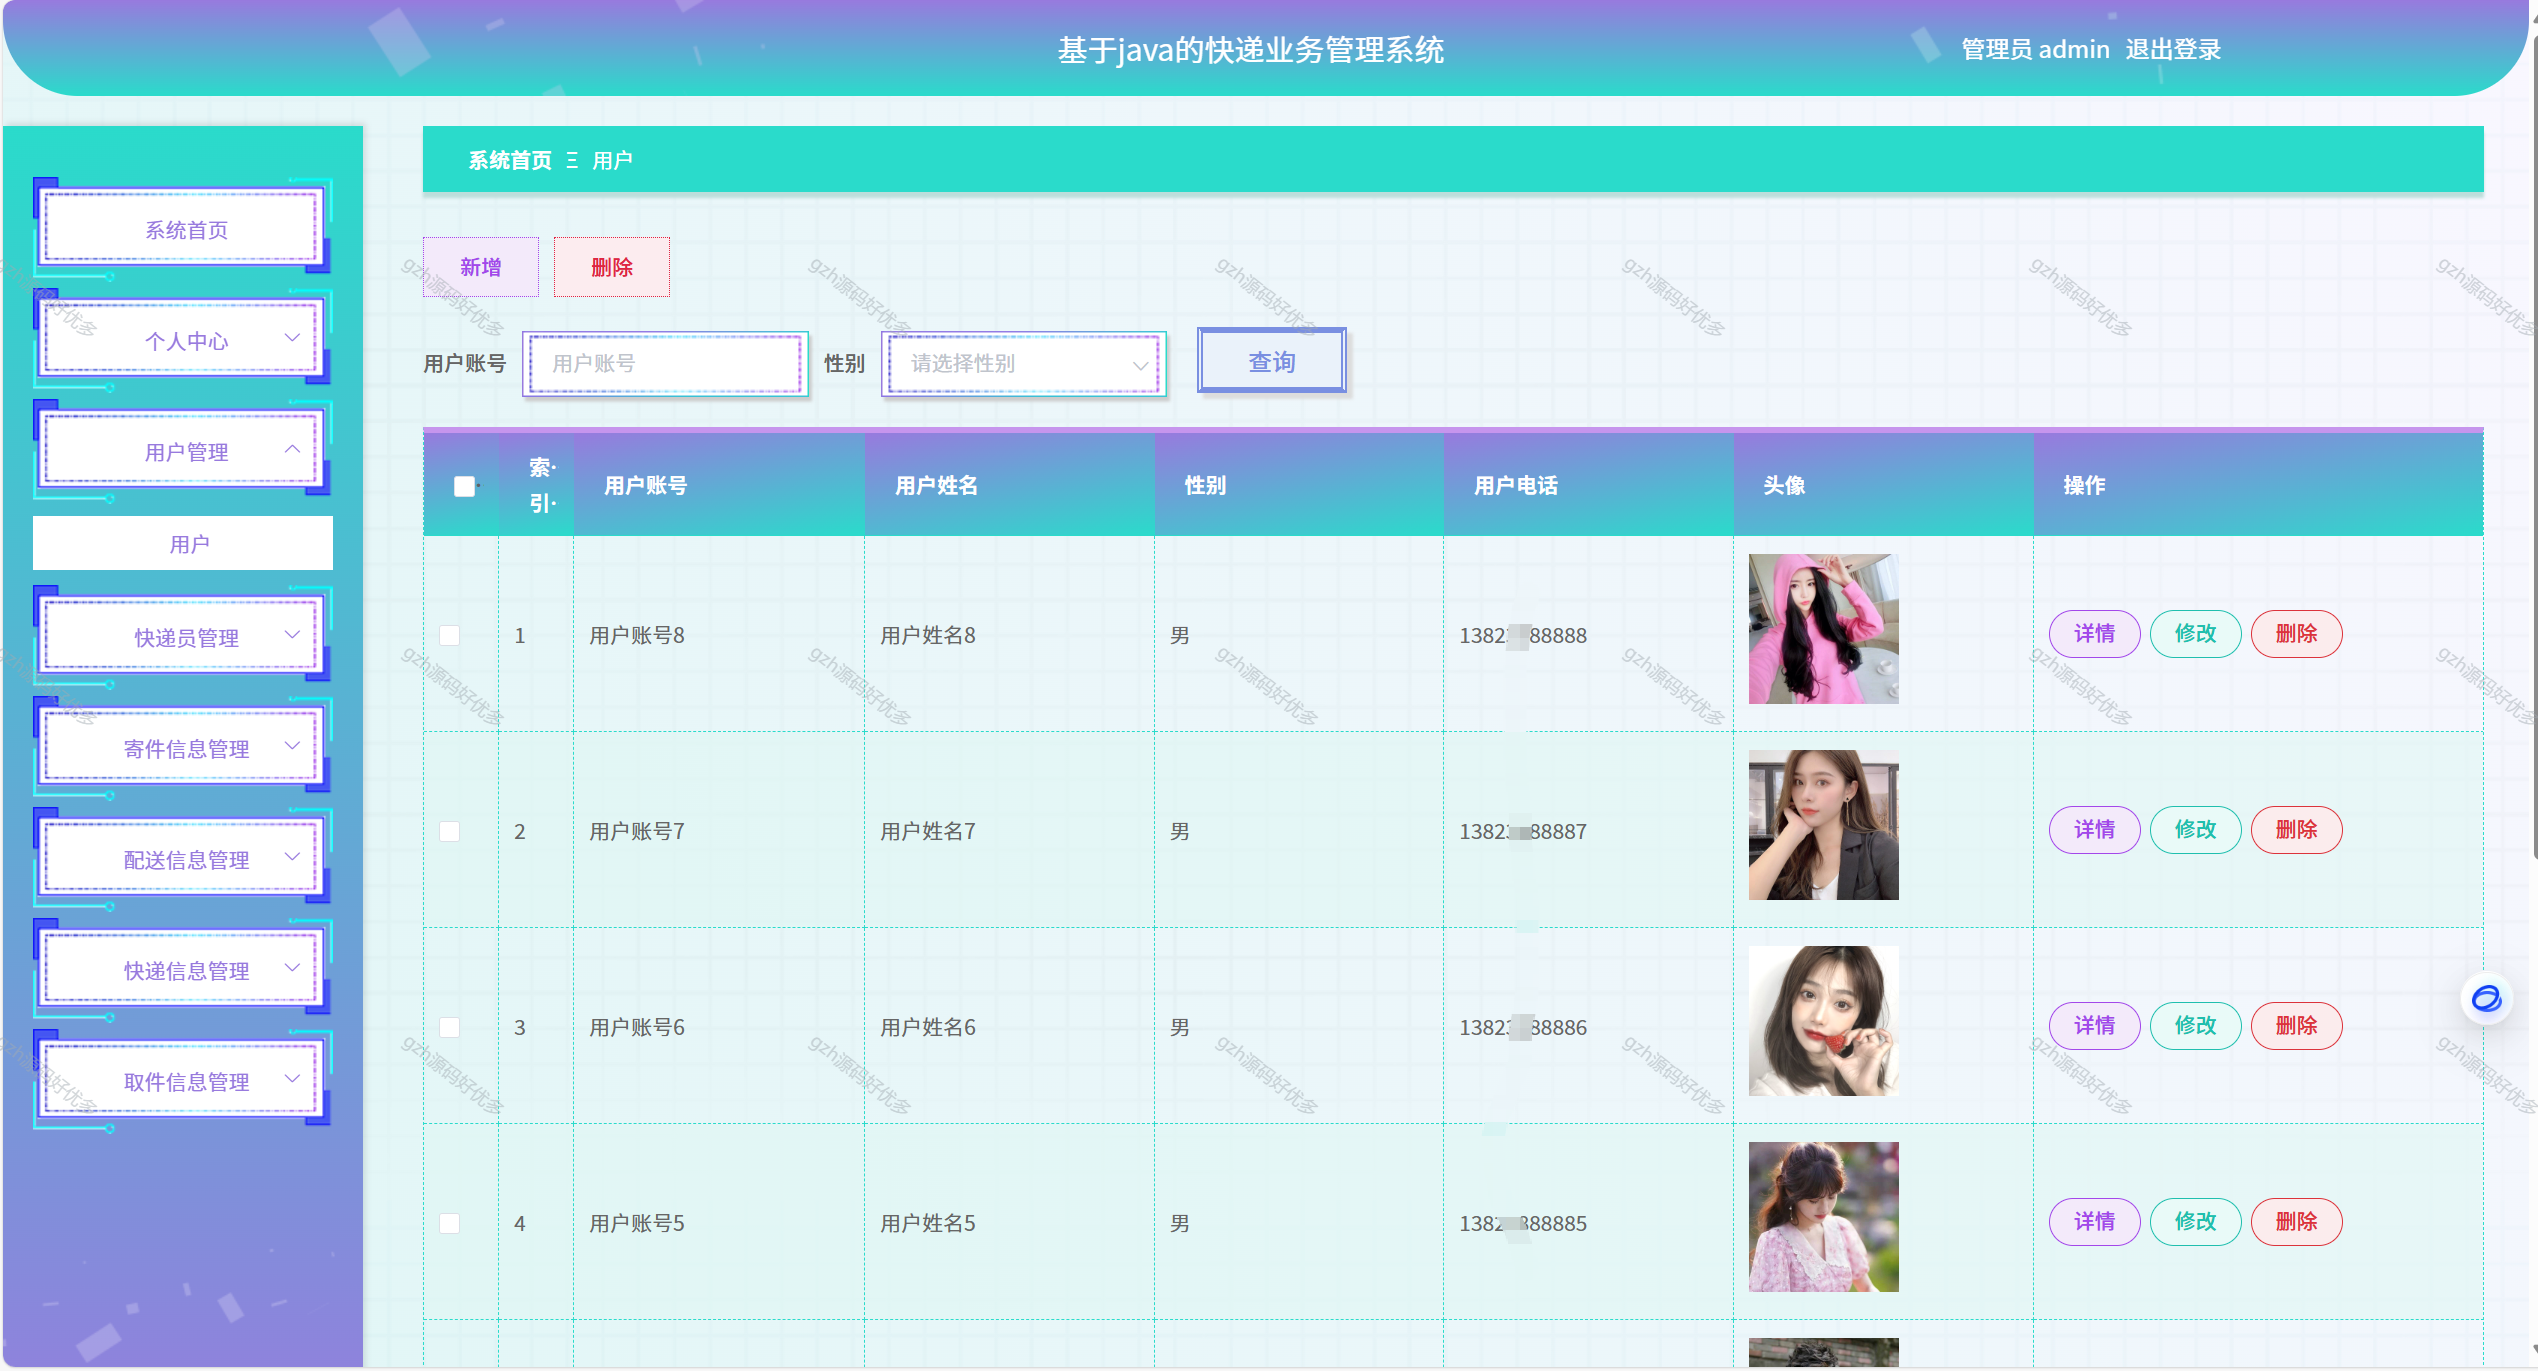 基于java的快递业务管理系统
管理员 admin 退出登录
系统首页 用户
系统首页
个人中心
用户管理
用户
快递员管理
寄件信息管理
配送信息管理
快递信息管理
取件信息管理
新增 删除
用户账号 用户账号 性别 请选择性别 查询
索引 用户账号 用户姓名 性别 用户电话 头像 操作
1 用户账号8 用户姓名8 男 1382 88888 详情 修改 删除
2 用户账号7 用户姓名7 男 1382 88887 详情 修改 删除
3 用户账号6 用户姓名6 男 1382 88886 详情 修改 删除
4 用户账号5 用户姓名5 男 138 888885 详情 修改 删除
gzh源码好优多